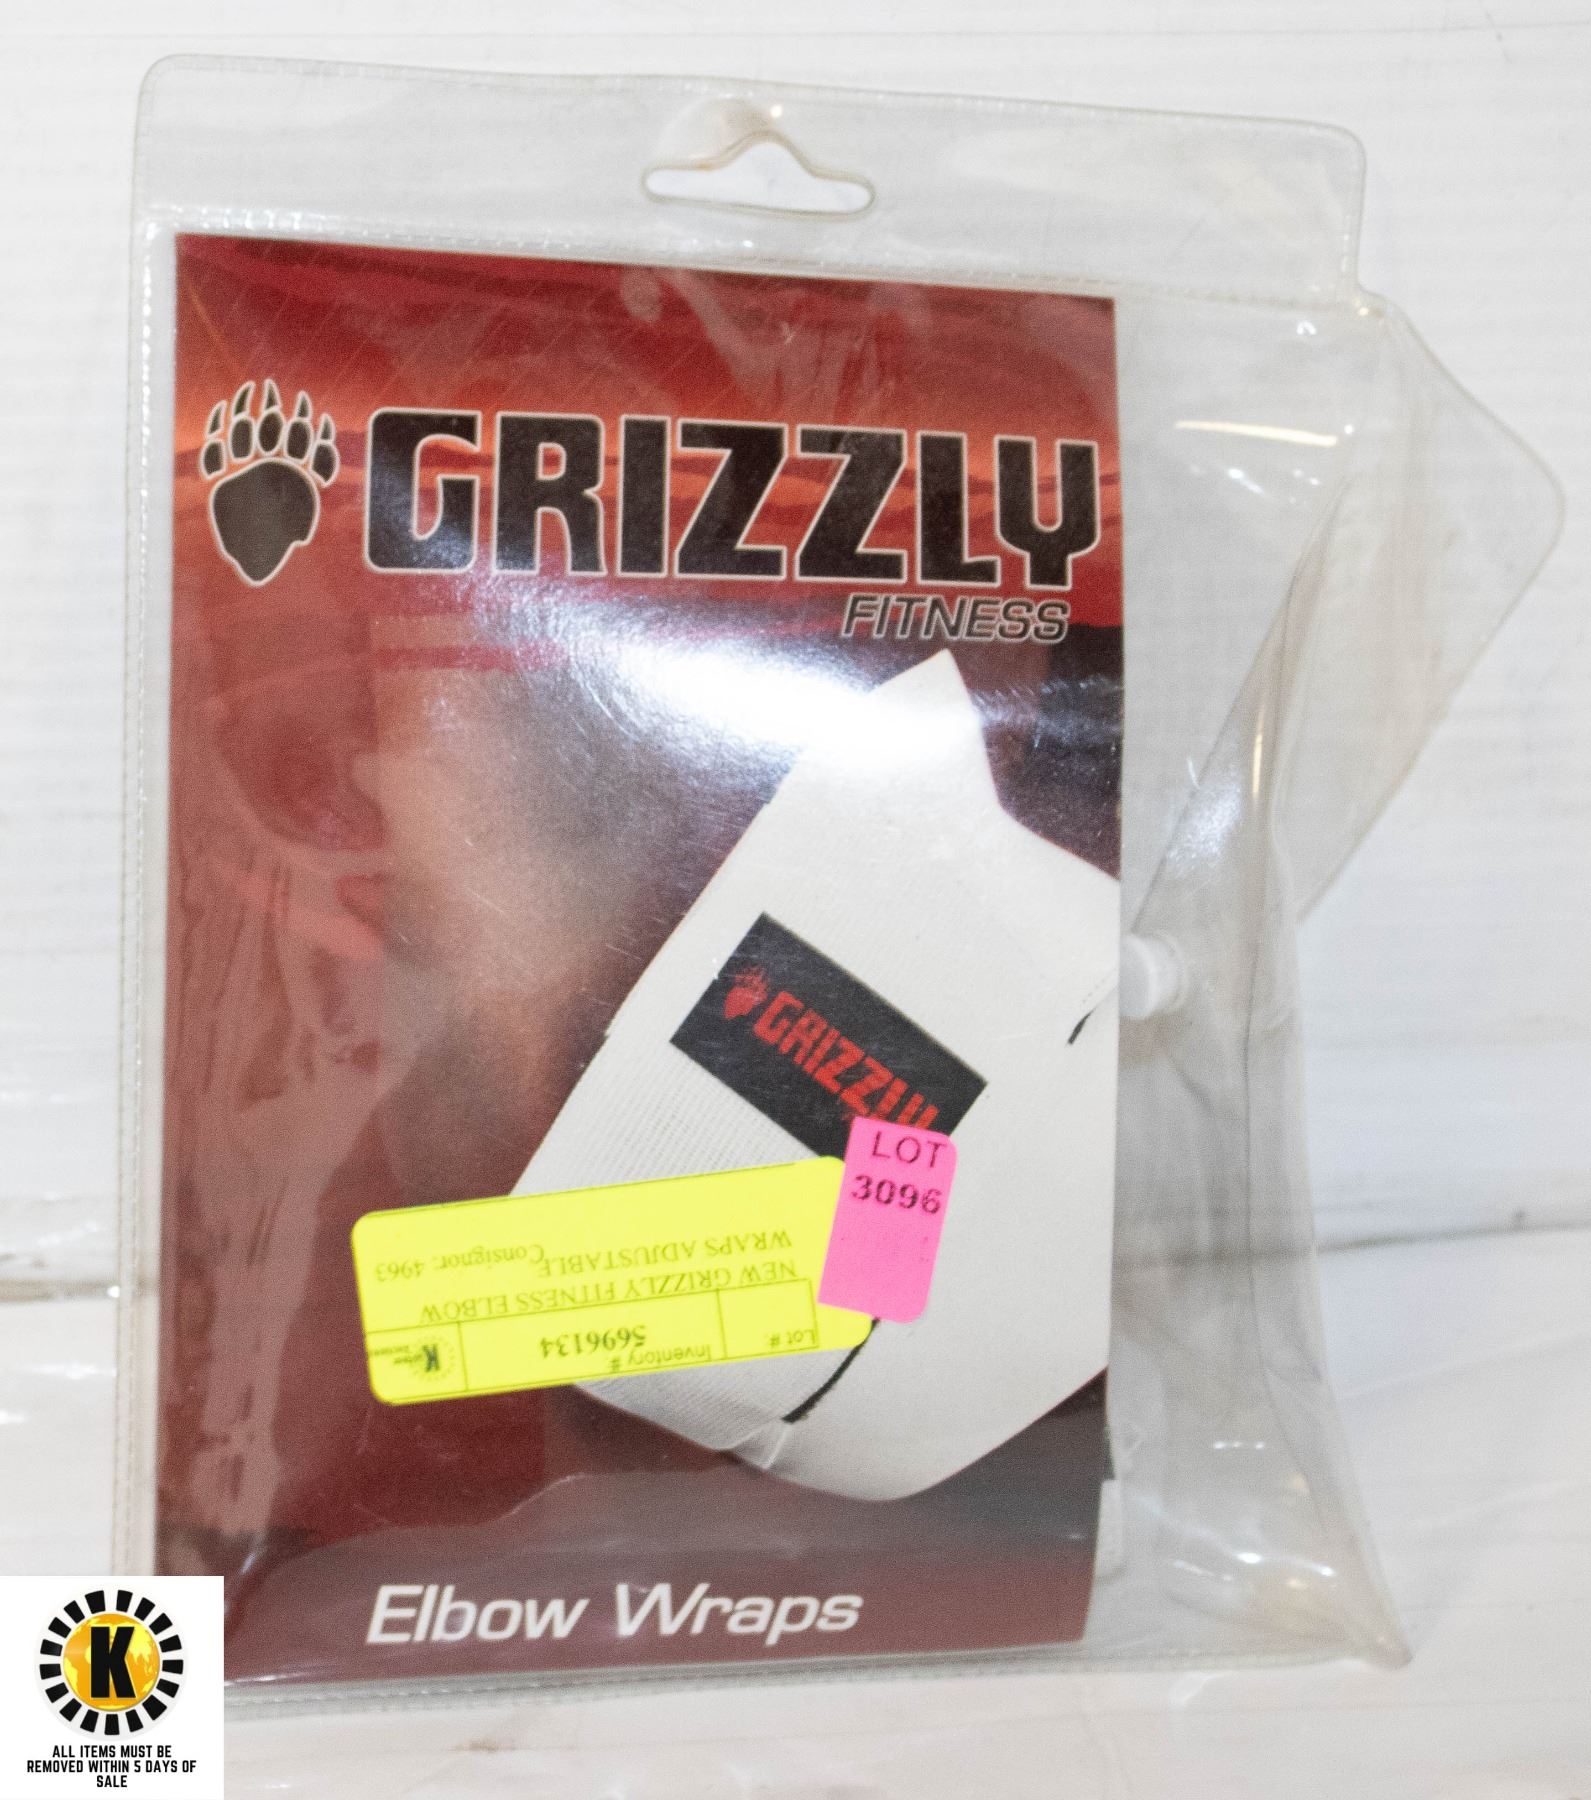 GRIZZLY
FITNESS
GRIZZLY
LOT
3096
Lot #:
Inventory #:
5696134
NEW GRIZZLY FITNESS ELBOW
WRAPS ADJUSTABLE
Consignor: 4963
K
Elbow Wraps
K
ALL ITEMS MUST BE
REMOVED WITHIN 5 DAYS OF
SALE